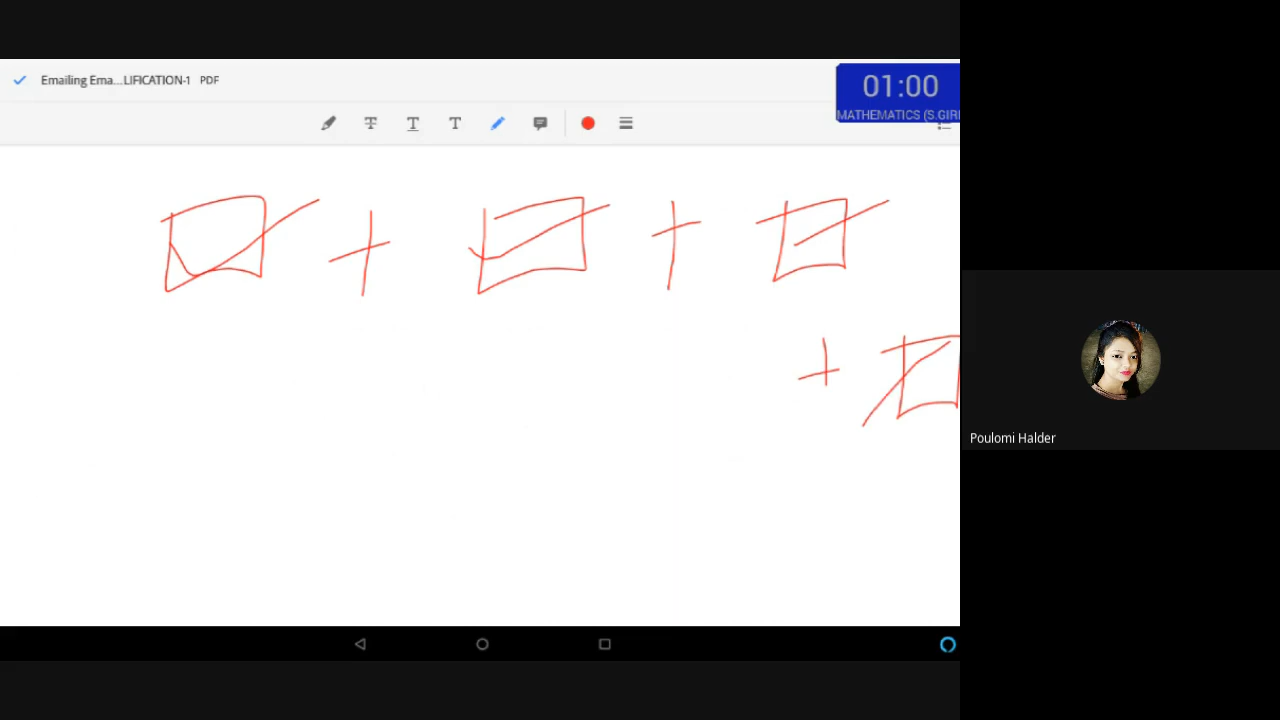 Emailing Ema...LIFICATION-1 PDF
01:00
MATHEMATICS (S.GIRI
T T T
+ + +
+
Poulomi Halder